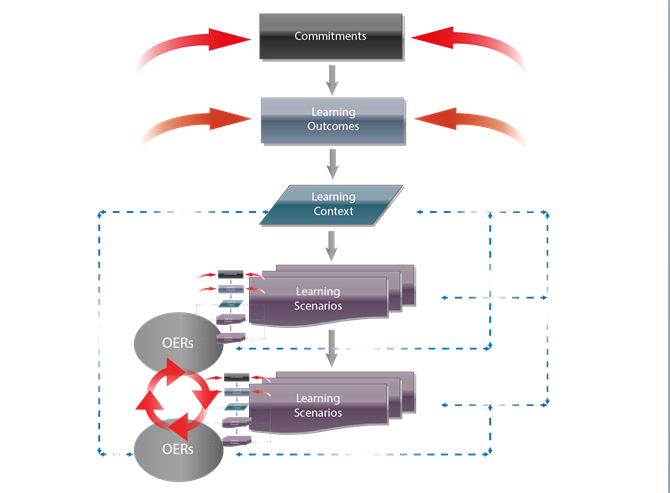 Commitments
Learning
Outcomes
Learning
Context
Learning
Scenarios
OERs
Learning
Scenarios
OERs